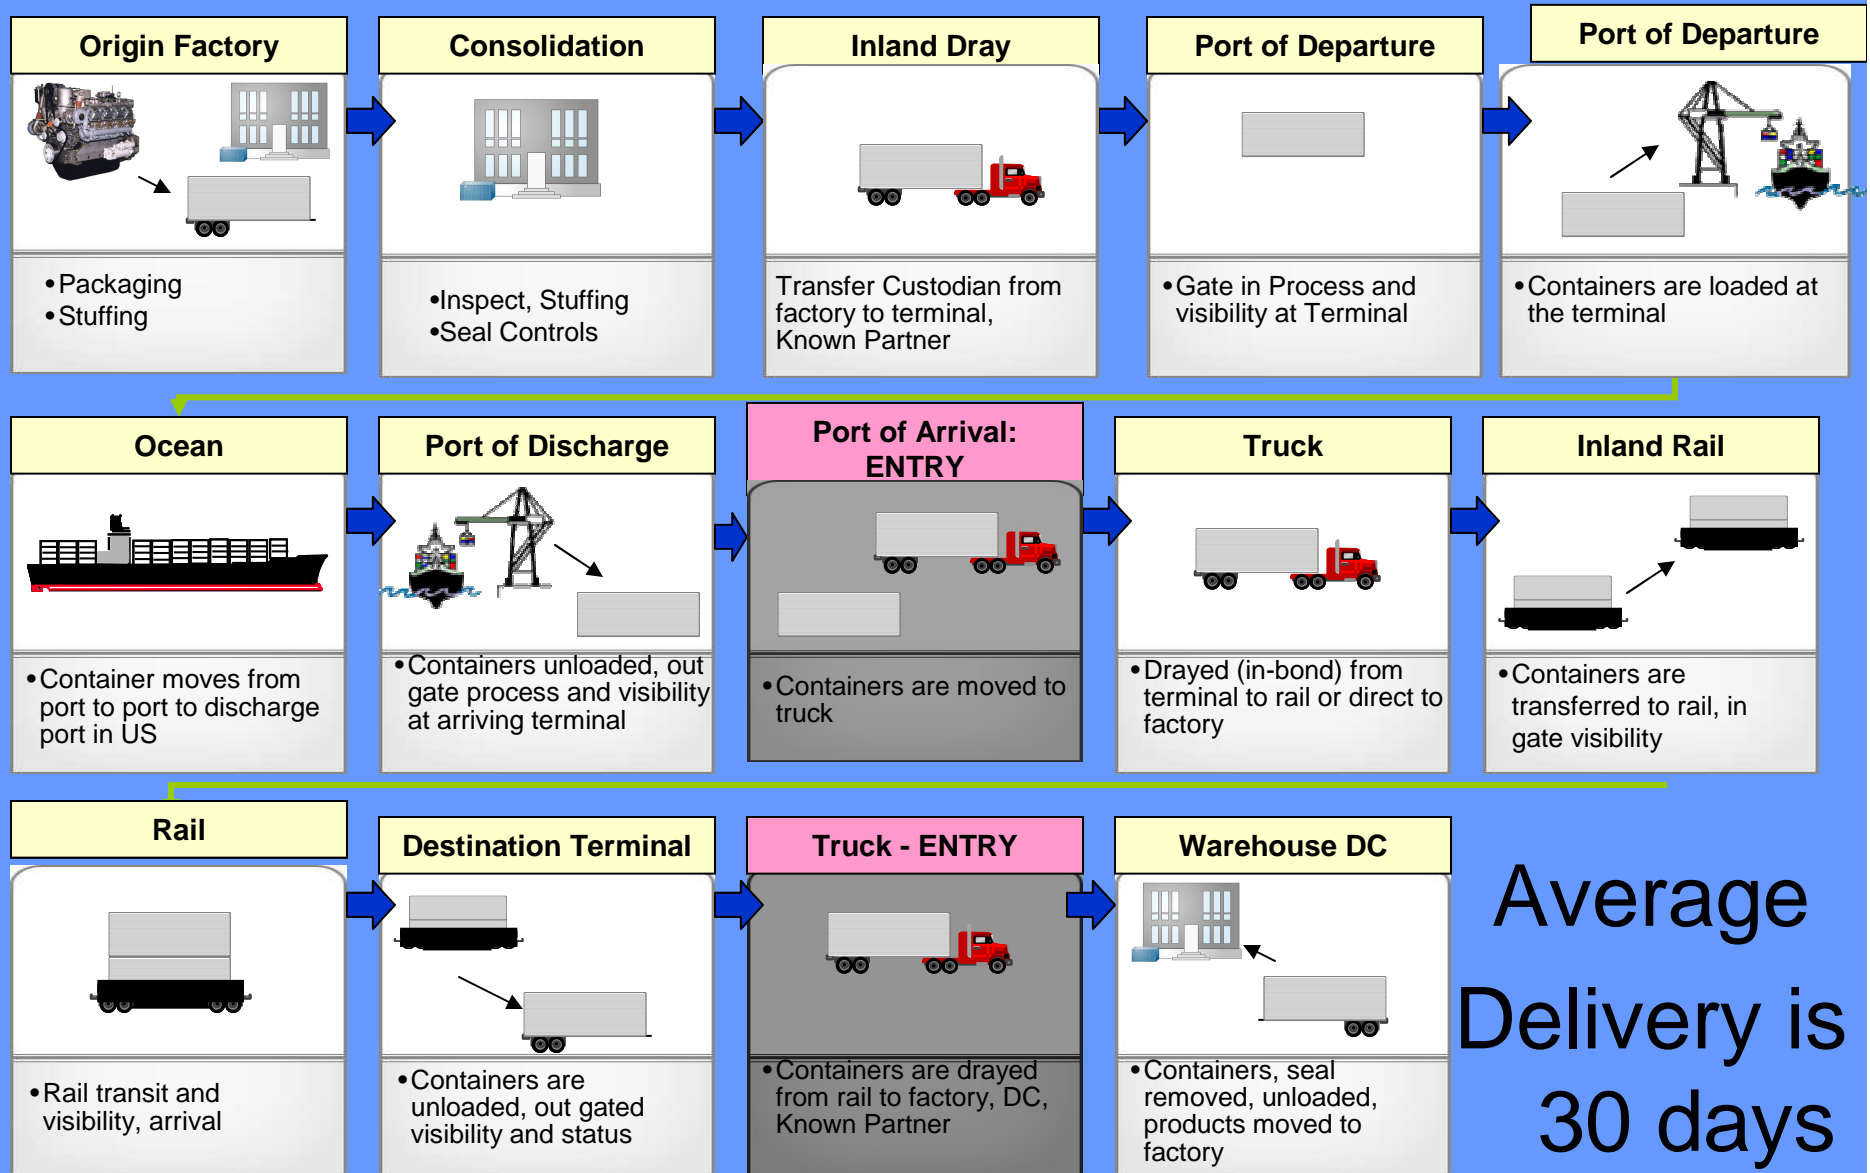 Origin Factory
• Packaging
• Stuffing
Consolidation
•Inspect, Stuffing
•Seal Controls
Inland Dray
Transfer Custodian from
factory to terminal,
Known Partner
Port of Departure
• Gate in Process and
visibility at Terminal
Port of Departure
• Containers are loaded at
the terminal
Ocean
• Container moves from
port to port to discharge
port in US
Port of Discharge
• Containers unloaded, out
gate process and visibility
at arriving terminal
Port of Arrival:
ENTRY
• Containers are moved to
truck
Truck
• Drayed (in-bond) from
terminal to rail or direct to
factory
Inland Rail
• Containers are
transferred to rail, in
gate visibility
Rail
• Rail transit and
visibility, arrival
Destination Terminal
• Containers are
unloaded, out gated
visibility and status
Truck - ENTRY
• Containers are drayed
from rail to factory, DC,
Known Partner
Warehouse DC
• Containers, seal
removed, unloaded,
products moved to
factory
Average
Delivery is
30 days